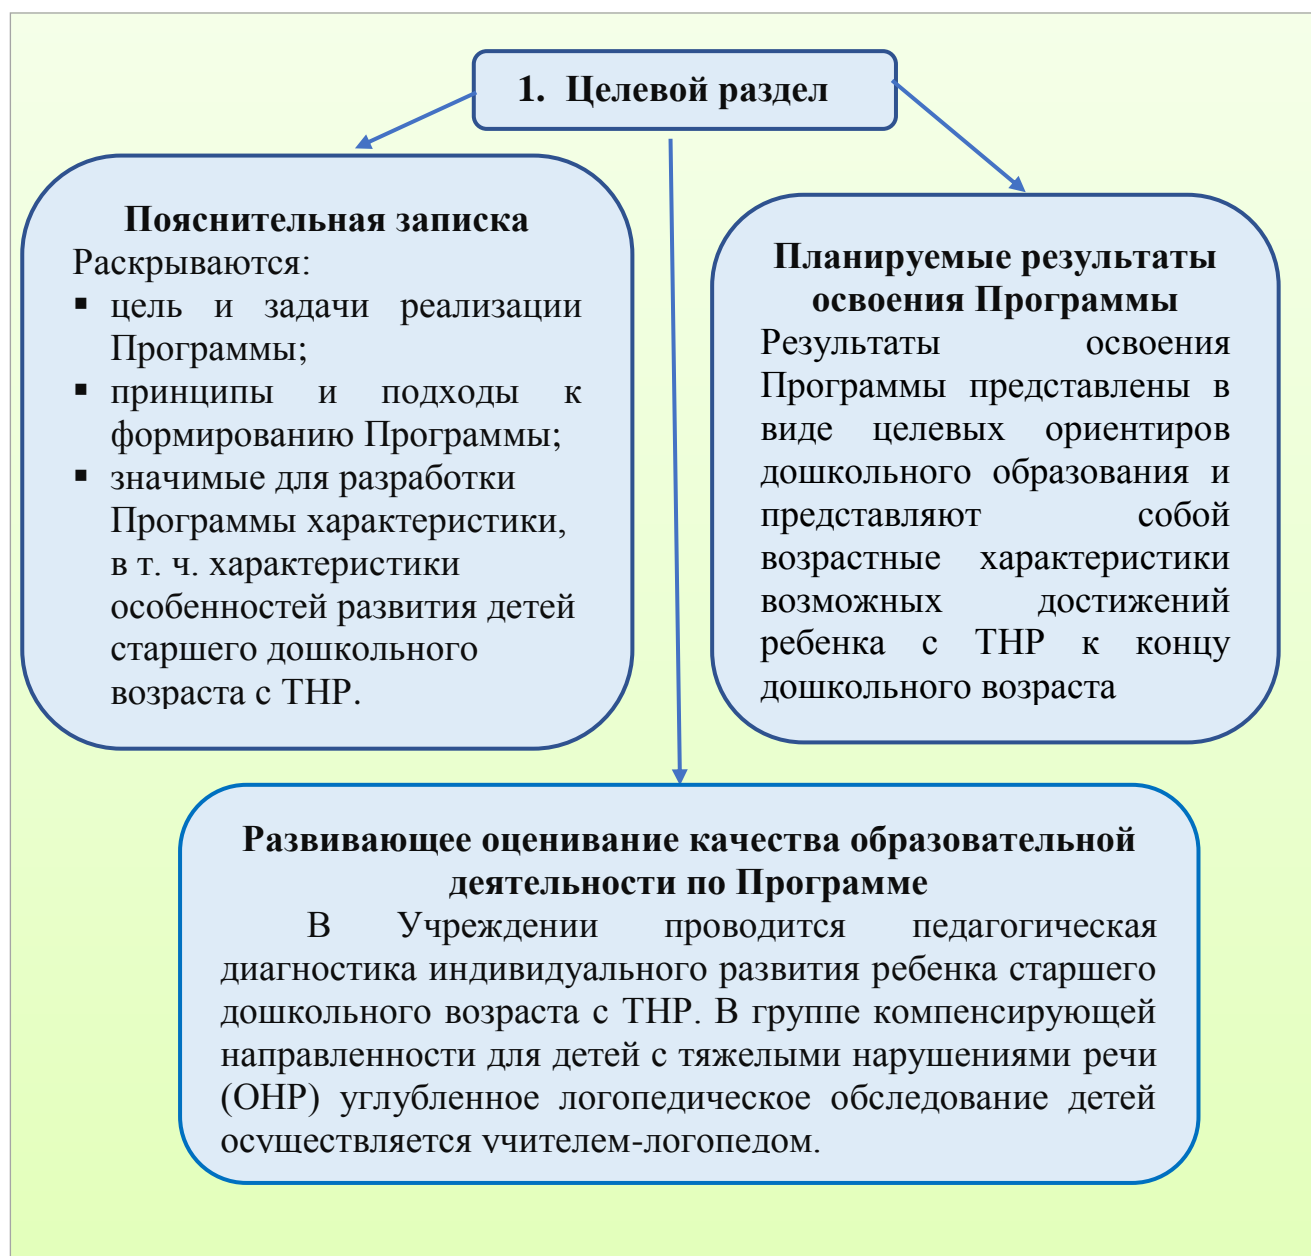 1. Целевой раздел
Пояснительная записка
Раскрываются:
▪ цель и задачи реализации
Программы;
▪ принципы и подходы к
формированию Программы;
▪ значимые для разработки
Программы характеристики,
в т. ч. характеристики
особенностей развития детей
старшего дошкольного
возраста с ТНР.
Планируемые результаты
освоения Программы
Результаты освоения
Программы представлены в
виде целевых ориентиров
дошкольного образования и
представляют собой
возрастные характеристики
возможных достижений
ребенка с ТНР к концу
дошкольного возраста
Развивающее оценивание качества образовательной
деятельности по Программе
В Учреждении проводится педагогическая
диагностика индивидуального развития ребенка старшего
дошкольного возраста с ТНР. В группе компенсирующей
направленности для детей с тяжелыми нарушениями речи
(ОНР) углубленное логопедическое обследование детей
осуществляется учителем-логопедом.